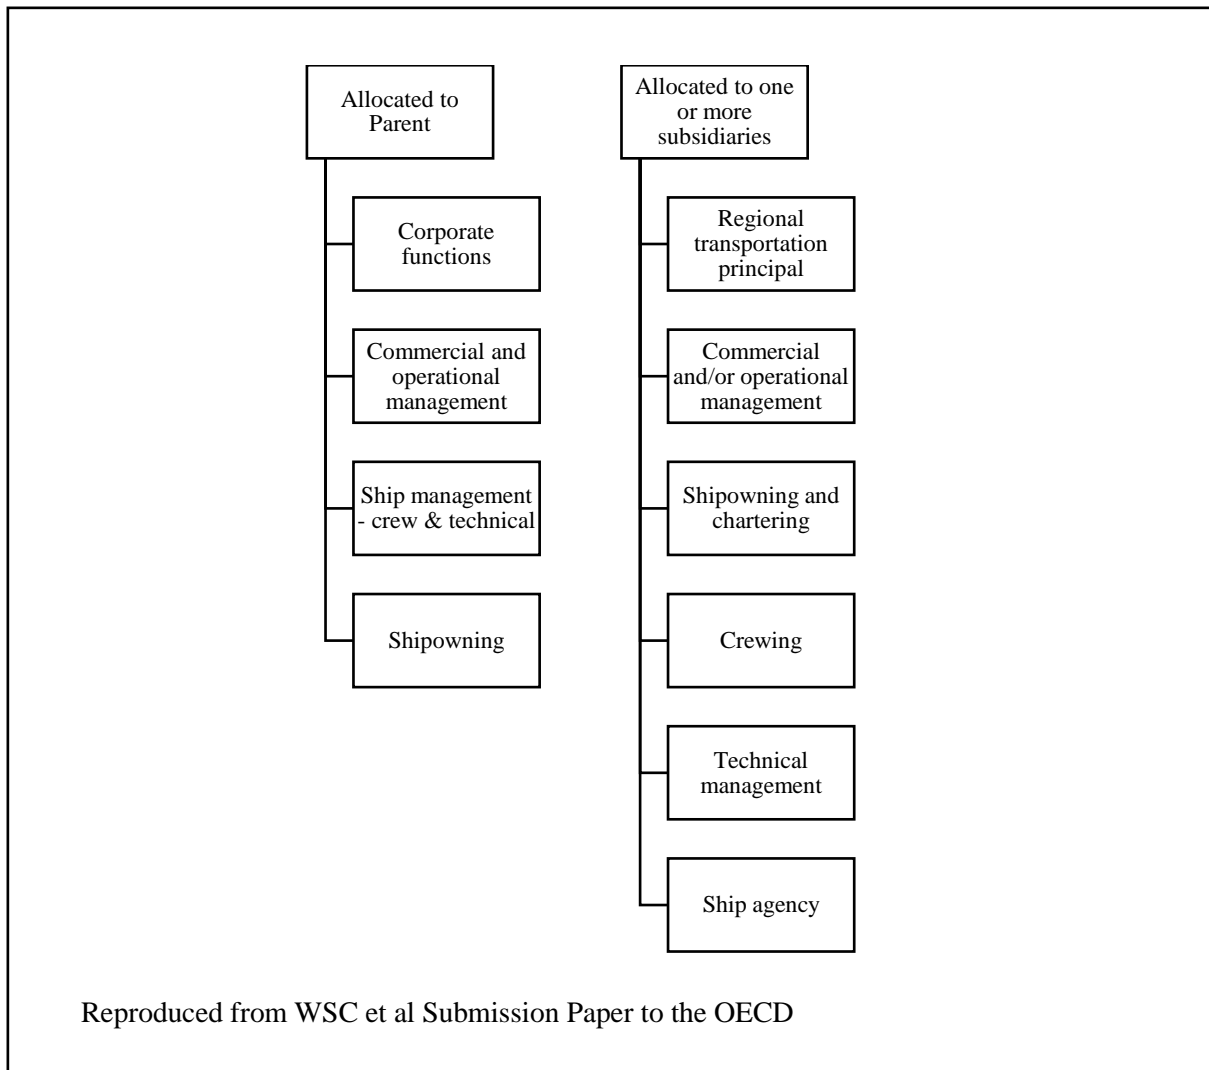 Allocated to
Parent
Corporate
functions
Commercial and
operational
management
Ship management
- crew & technical
Shipowning
Allocated to one
or more
subsidiaries
Regional
transportation
principal
Commercial
and/or operational
management
Shipowning and
chartering
Crewing
Technical
management
Ship agency
Reproduced from WSC et al Submission Paper to the OECD